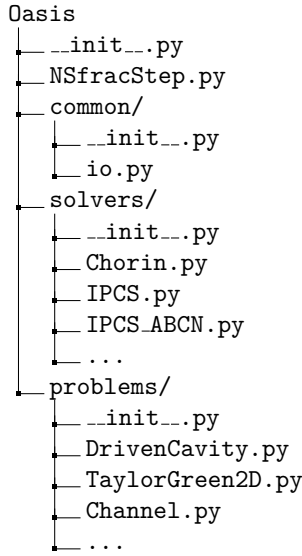 Oasis
__init__.py
NSfracStep.py
common/
__init__.py
io.py
solvers/
__init__.py
Chorin.py
IPCS.py
IPCS_ABCN.py
...
problems/
__init__.py
DrivenCavity.py
TaylorGreen2D.py
Channel.py
...